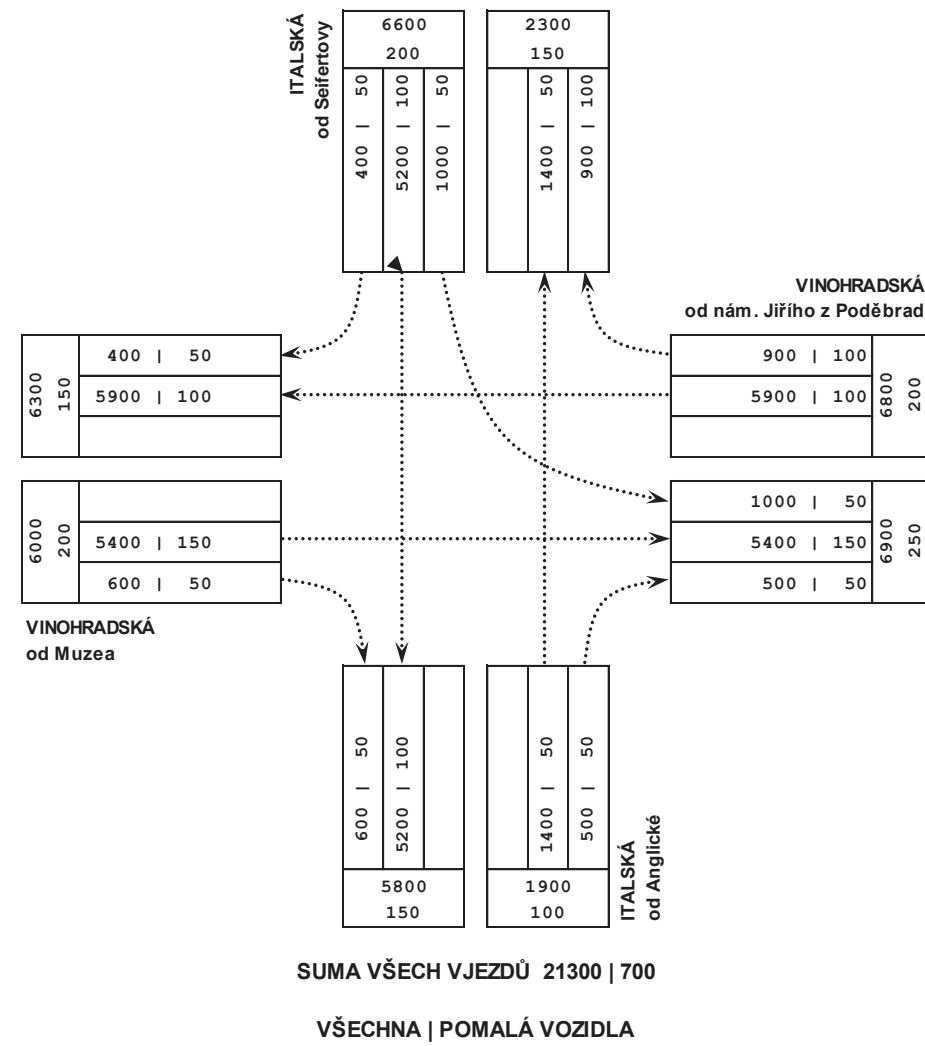 ITALSKÁ
od Seifertovy
6600
200
400 | 50
5200 | 100
1000 | 50
2300
150
1400 | 50
900 | 100
VINOHRADSKÁ
od nám. Jiřího z Poděbrad
6300
150
400 | 50
5900 | 100
900 | 100
5900 | 100
6800
200
6000
200
5400 | 150
600 | 50
1000 | 50
5400 | 150
500 | 50
6900
250
VINOHRADSKÁ
od Muzea
600 | 50
5200 | 100
5800
150
1400 | 50
500 | 50
1900
100
ITALSKÁ
od Anglické
SUMA VŠECH VJEZDŮ 21300 | 700
VŠECHNA | POMALÁ VOZIDLA